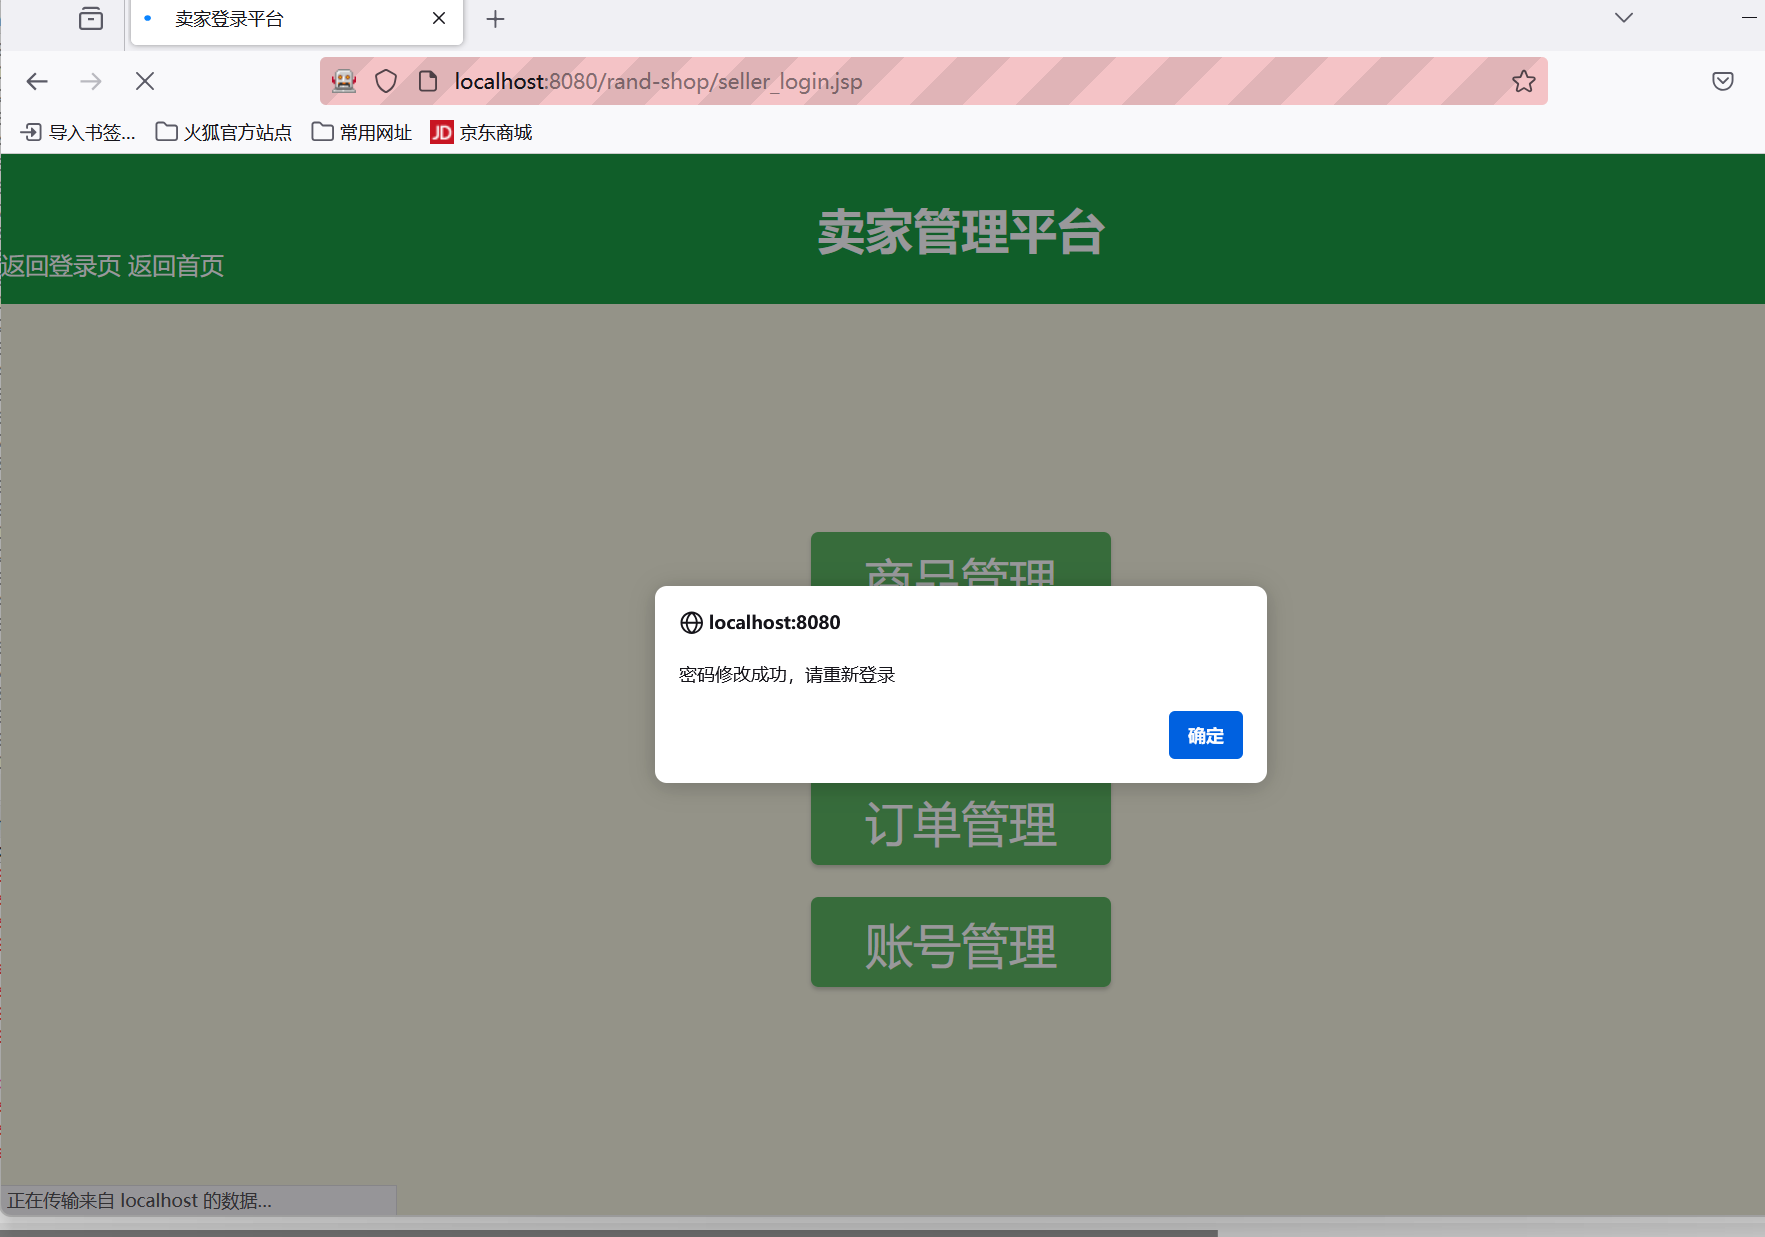 卖家登录平台
localhost:8080/rand-shop/seller_login.jsp
导入书签... 火狐官方站点 常用网址 JD 京东商城
卖家管理平台
返回登录页 返回首页
商品管理
localhost:8080
密码修改成功，请重新登录
确定
订单管理
账号管理
正在传输来自 localhost 的数据...